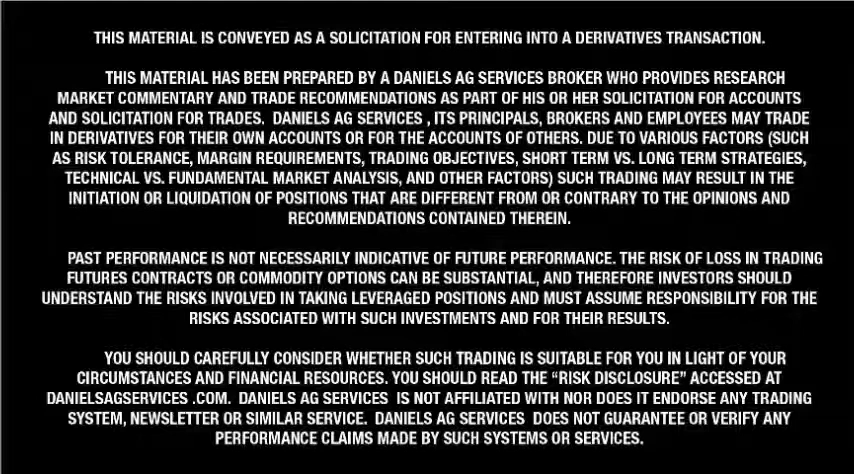 THIS MATERIAL IS CONVEYED AS A SOLICITATION FOR ENTERING INTO A DERIVATIVES TRANSACTION.
THIS MATERIAL HAS BEEN PREPARED BY A DANIELS AG SERVICES BROKER WHO PROVIDES RESEARCH
MARKET COMMENTARY AND TRADE RECOMMENDATIONS AS PART OF HIS OR HER SOLICITATION FOR ACCOUNTS
AND SOLICITATION FOR TRADES. DANIELS AG SERVICES , ITS PRINCIPALS, BROKERS AND EMPLOYEES MAY TRADE
IN DERIVATIVES FOR THEIR OWN ACCOUNTS OR FOR THE ACCOUNTS OF OTHERS. DUE TO VARIOUS FACTORS (SUCH
AS RISK TOLERANCE, MARGIN REQUIREMENTS, TRADING OBJECTIVES, SHORT TERM VS. LONG TERM STRATEGIES,
TECHNICAL VS. FUNDAMENTAL MARKET ANALYSIS, AND OTHER FACTORS) SUCH TRADING MAY RESULT IN THE
INITIATION OR LIQUIDATION OF POSITIONS THAT ARE DIFFERENT FROM OR CONTRARY TO THE OPINIONS AND
RECOMMENDATIONS CONTAINED THEREIN.
PAST PERFORMANCE IS NOT NECESSARILY INDICATIVE OF FUTURE PERFORMANCE. THE RISK OF LOSS IN TRADING
FUTURES CONTRACTS OR COMMODITY OPTIONS CAN BE SUBSTANTIAL, AND THEREFORE INVESTORS SHOULD
UNDERSTAND THE RISKS INVOLVED IN TAKING LEVERAGED POSITIONS AND MUST ASSUME RESPONSIBILITY FOR THE
RISKS ASSOCIATED WITH SUCH INVESTMENTS AND FOR THEIR RESULTS.
YOU SHOULD CAREFULLY CONSIDER WHETHER SUCH TRADING IS SUITABLE FOR YOU IN LIGHT OF YOUR
CIRCUMSTANCES AND FINANCIAL RESOURCES. YOU SHOULD READ THE “RISK DISCLOSURE” ACCESSED AT
DANIELSAGSERVICES .COM. DANIELS AG SERVICES IS NOT AFFILIATED WITH NOR DOES IT ENDORSE ANY TRADING
SYSTEM, NEWSLETTER OR SIMILAR SERVICE. DANIELS AG SERVICES DOES NOT GUARANTEE OR VERIFY ANY
PERFORMANCE CLAIMS MADE BY SUCH SYSTEMS OR SERVICES.